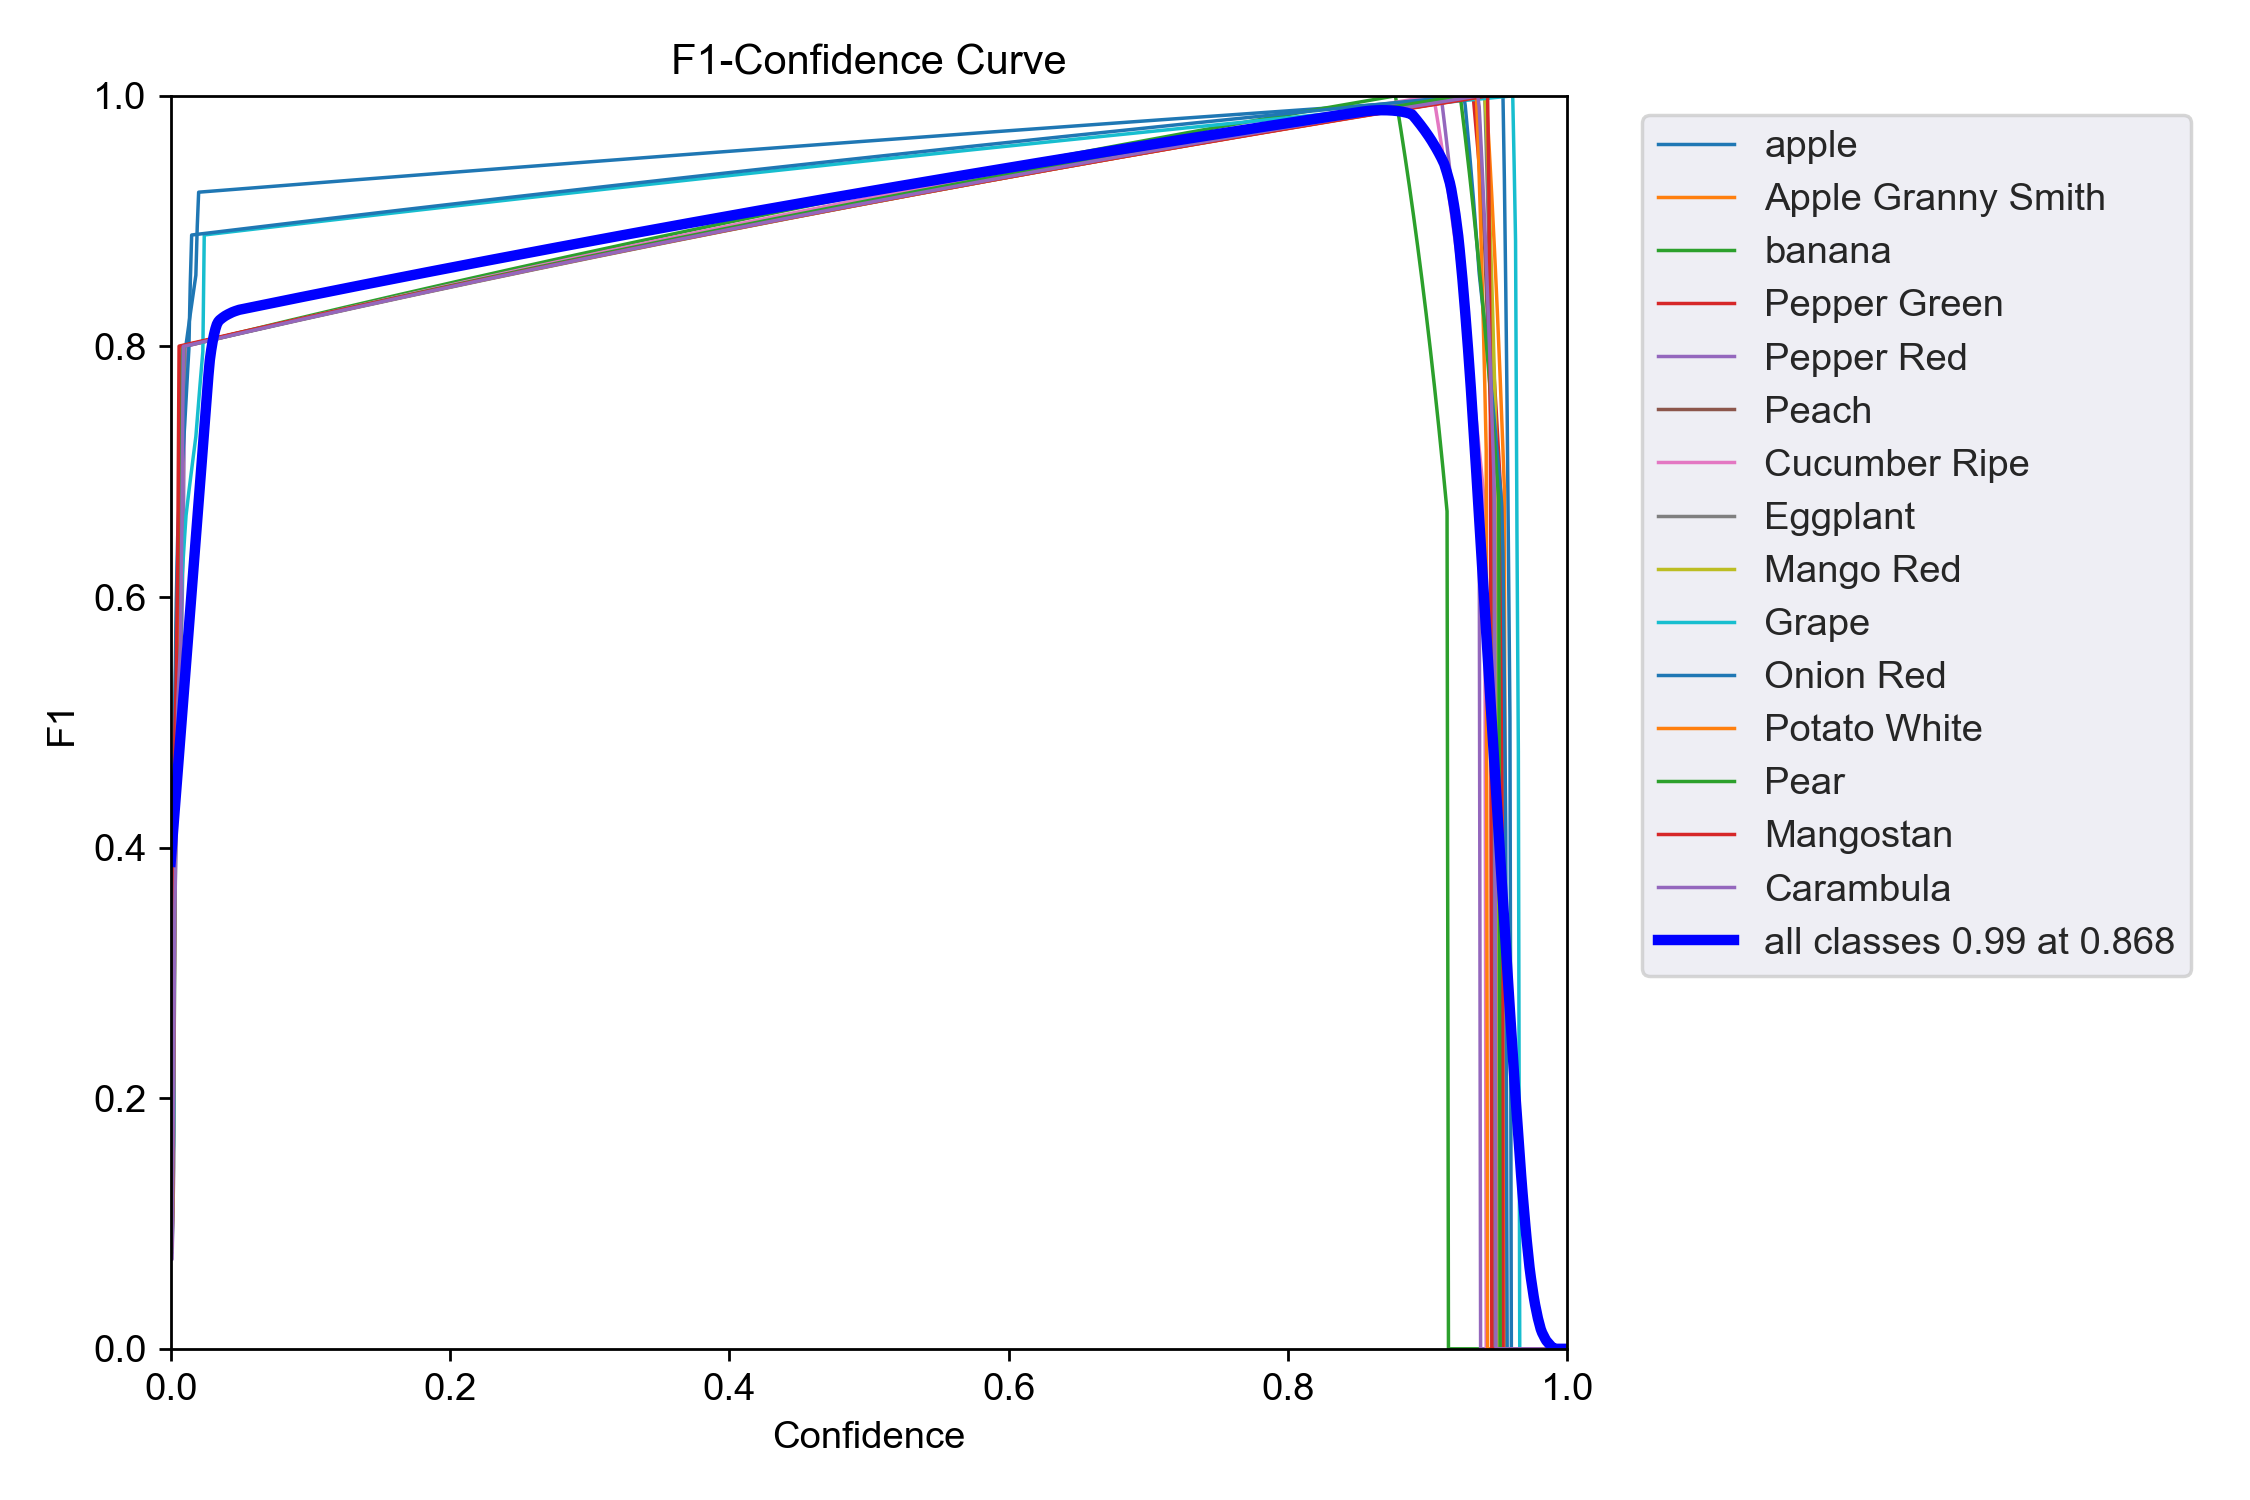 F1-Confidence Curve
1.0
0.8
0.6
0.4
0.2
0.0
F1
0.0 0.2 0.4 0.6 0.8 1.0
Confidence
apple
Apple Granny Smith
banana
Pepper Green
Pepper Red
Peach
Cucumber Ripe
Eggplant
Mango Red
Grape
Onion Red
Potato White
Pear
Mangostan
Carambula
all classes 0.99 at 0.868